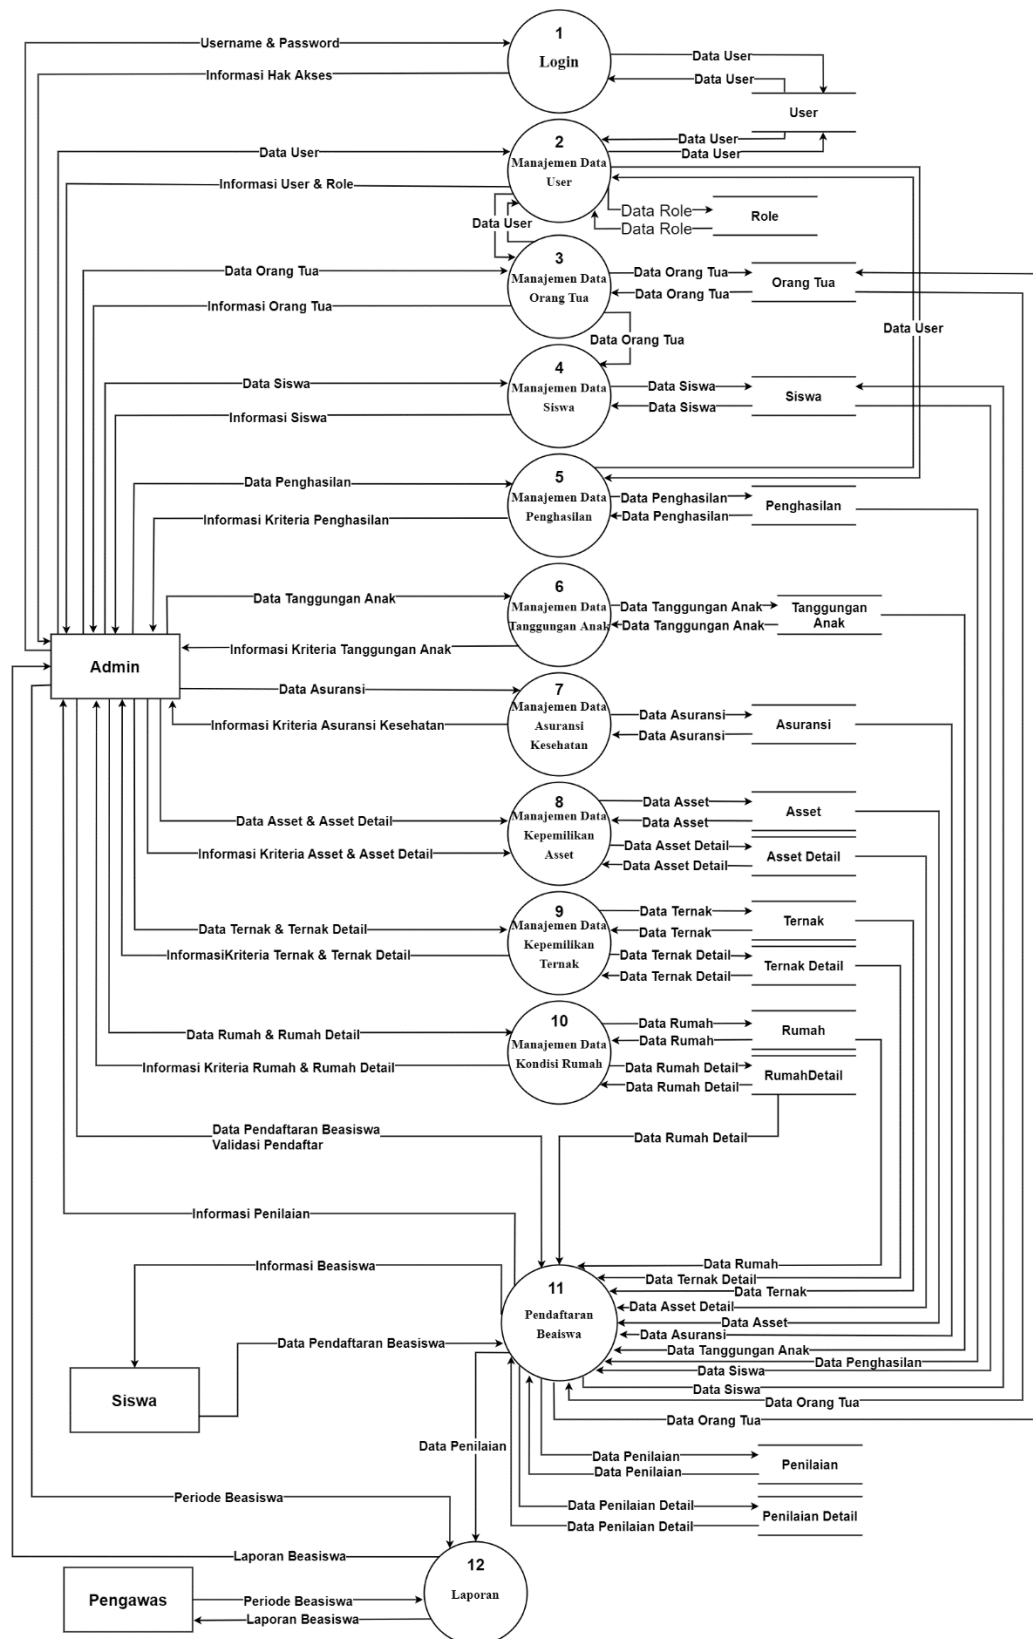 1
Login
Username & Password
Informasi Hak Akses
Data User
Data User
User
Data User
Data User
2
Manajemen Data
User
Data User
Informasi User & Role
Data Role
Data Role
Role
Data User
3
Manajemen Data
Orang Tua
Data Orang Tua
Informasi Orang Tua
Data Orang Tua
Data Orang Tua
Orang Tua
Data User
Data Orang Tua
4
Manajemen Data
Siswa
Data Siswa
Informasi Siswa
Data Siswa
Data Siswa
Siswa
5
Manajemen Data
Penghasilan
Data Penghasilan
Informasi Kriteria Penghasilan
Data Penghasilan
Data Penghasilan
Penghasilan
6
Manajemen Data
Tanggungan Anak
Data Tanggungan Anak
Informasi Kriteria Tanggungan Anak
Data Tanggungan Anak
Data Tanggungan Anak
Tanggungan
Anak
Admin
7
Manajemen Data
Asuransi
Kesehatan
Data Asuransi
Informasi Kriteria Asuransi Kesehatan
Data Asuransi
Data Asuransi
Asuransi
8
Manajemen Data
Kepemilikan
Asset
Data Asset & Asset Detail
Informasi Kriteria Asset & Asset Detail
Data Asset
Data Asset
Asset
Data Asset Detail
Data Asset Detail
Asset Detail
9
Manajemen Data
Kepemilikan
Ternak
Data Ternak & Ternak Detail
InformasiKriteria Ternak & Ternak Detail
Data Ternak
Data Ternak
Ternak
Data Ternak Detail
Data Ternak Detail
Ternak Detail
10
Manajemen Data
Kondisi Rumah
Data Rumah & Rumah Detail
Informasi Kriteria Rumah & Rumah Detail
Data Rumah
Data Rumah
Rumah
Data Rumah Detail
Data Rumah Detail
RumahDetail
Data Pendaftaran Beasiswa
Validasi Pendaftar
Data Rumah Detail
Informasi Penilaian
Informasi Beasiswa
Data Pendaftaran Beasiswa
Siswa
11
Pendaftaran
Beaiswa
Data Rumah
Data Ternak Detail
Data Ternak
Data Asset Detail
Data Asset
Data Asuransi
Data Tanggungan Anak
Data Penghasilan
Data Siswa
Data Siswa
Data Orang Tua
Data Orang Tua
Data Penilaian
Data Penilaian
Data Penilaian
Penilaian
Data Penilaian Detail
Data Penilaian Detail
Penilaian Detail
Periode Beasiswa
Laporan Beasiswa
12
Laporan
Pengawas
Periode Beasiswa
Laporan Beasiswa